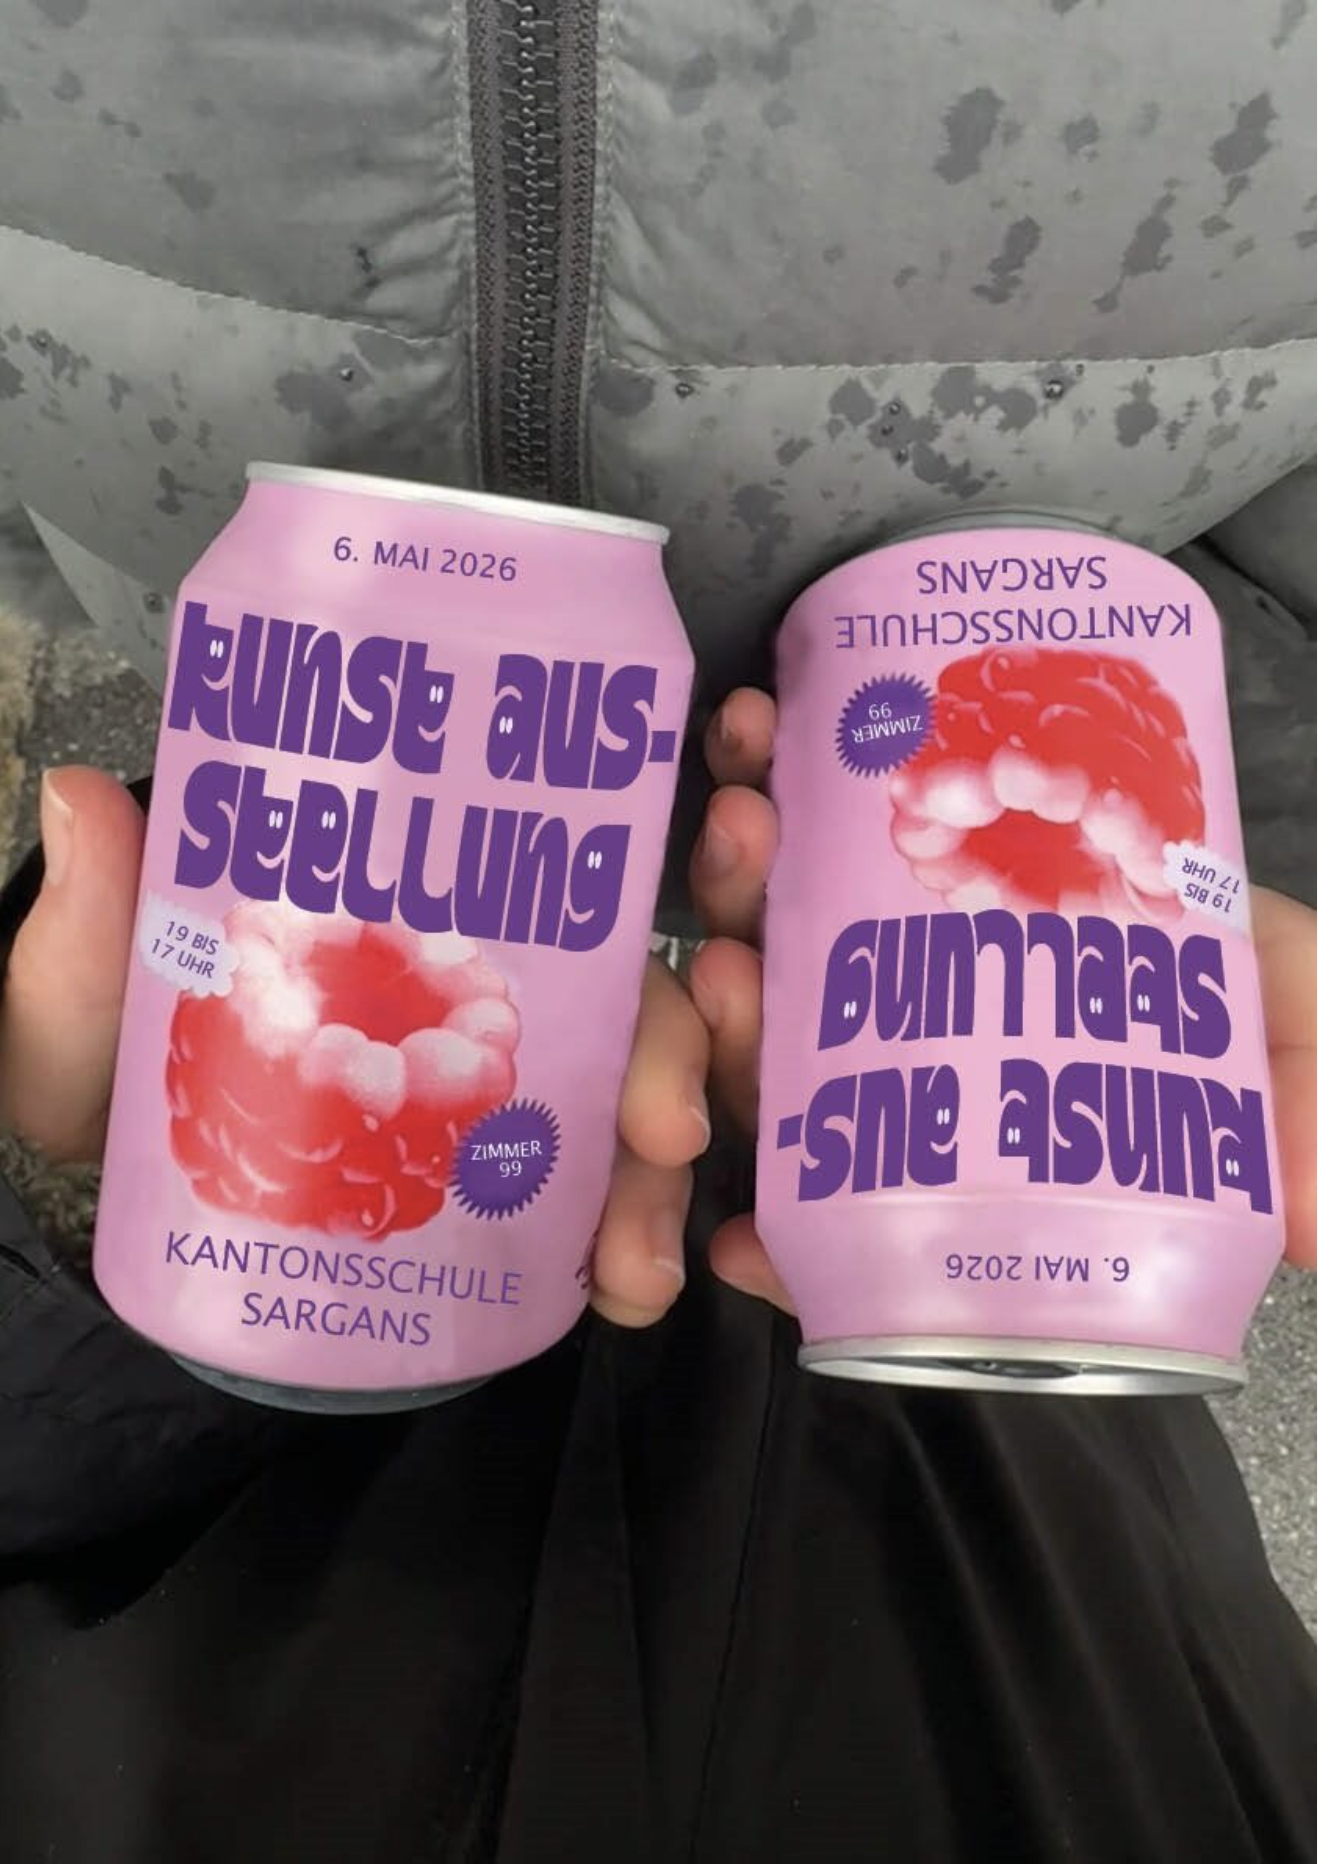 6. MAI 2026
kunst aus-
stellung
19 BIS
17 UHR
ZIMMER
99
KANTONSSCHULE
SARGANS
6. MAI 2026
kunst aus-
stellung
19 BIS
17 UHR
ZIMMER
99
KANTONSSCHULE
SARGANS